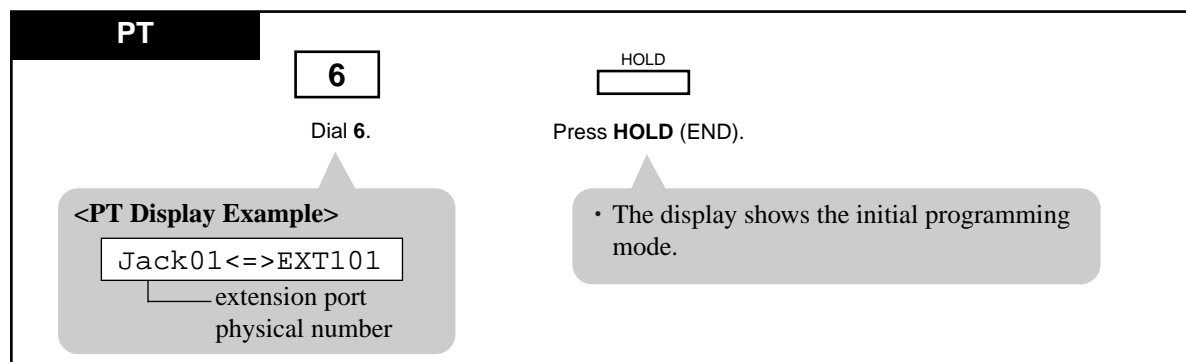 PT
6
HOLD
Dial 6.
Press HOLD (END).
<PT Display Example>
Jack01<=>EXT101
extension port
physical number
・The display shows the initial programming
mode.